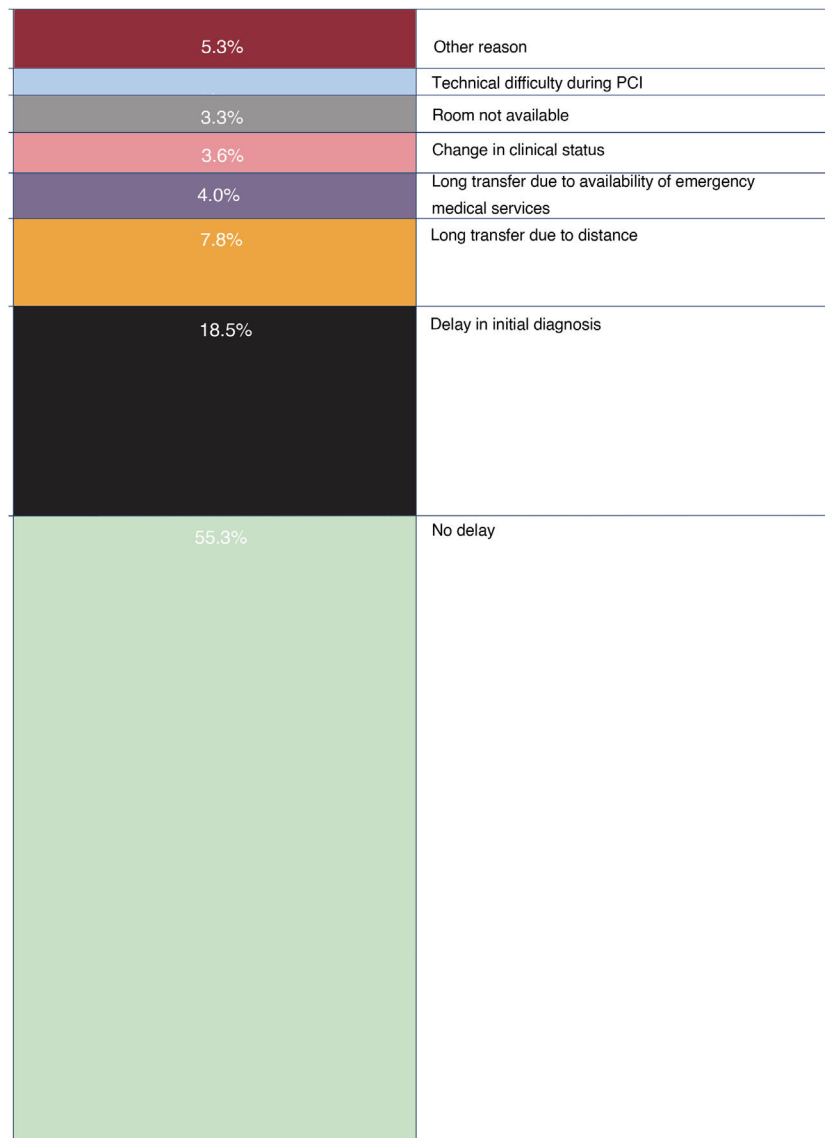 5.3% Other reason
Technical difficulty during PCI
3.3% Room not available
3.6% Change in clinical status
4.0% Long transfer due to availability of emergency
medical services
7.8% Long transfer due to distance
18.5% Delay in initial diagnosis
55.3% No delay